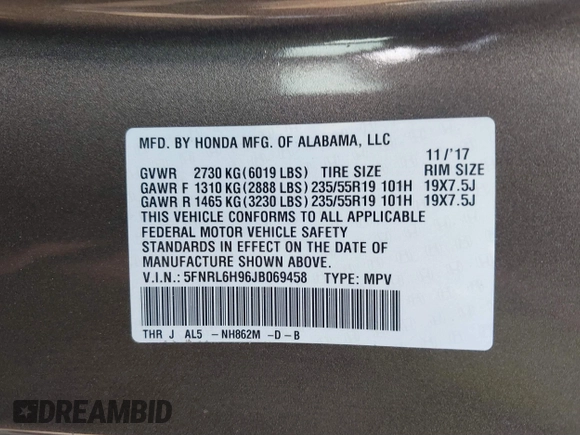 MFD. BY HONDA MFG. OF ALABAMA, LLC
11/'17
GVWR 2730 KG(6019 LBS) TIRE SIZE RIM SIZE
GAWR F 1310 KG(2888 LBS) 235/55R19 101H 19X7.5J
GAWR R 1465 KG(3230 LBS) 235/55R19 101H 19X7.5J
THIS VEHICLE CONFORMS TO ALL APPLICABLE
FEDERAL MOTOR VEHICLE SAFETY
STANDARDS IN EFFECT ON THE DATE OF
MANUFACTURE SHOWN ABOVE.
V.I.N.: 5FNRL6H96JB069458 TYPE: MPV
THR J AL5 -NH862M -D-B
DREAMBID